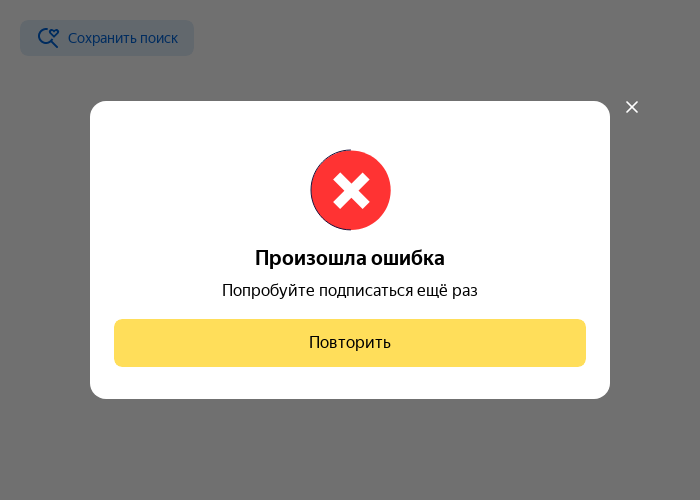 Сохранить поиск
Произошла ошибка
Попробуйте подписаться ещё раз
Повторить